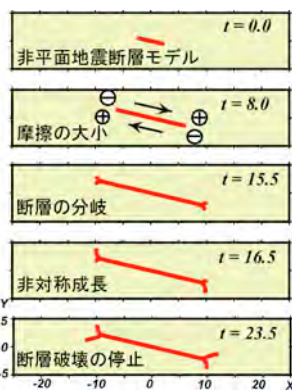 t = 0.0
非平面地震断層モデル
t = 8.0
⊖
⊕ ⊕
⊖
摩擦の大小
t = 15.5
断層の分岐
t = 16.5
非対称成長
Y
5
0
-5
t = 23.5
断層破壊の停止
-20 -10 0 10 20 X